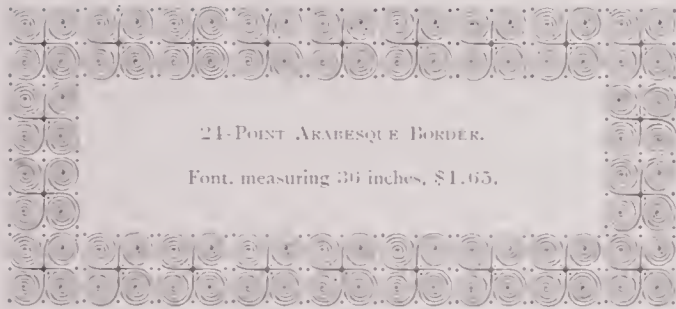 24-Point Arabesque Border.
Font, measuring 36 inches, $1.65.